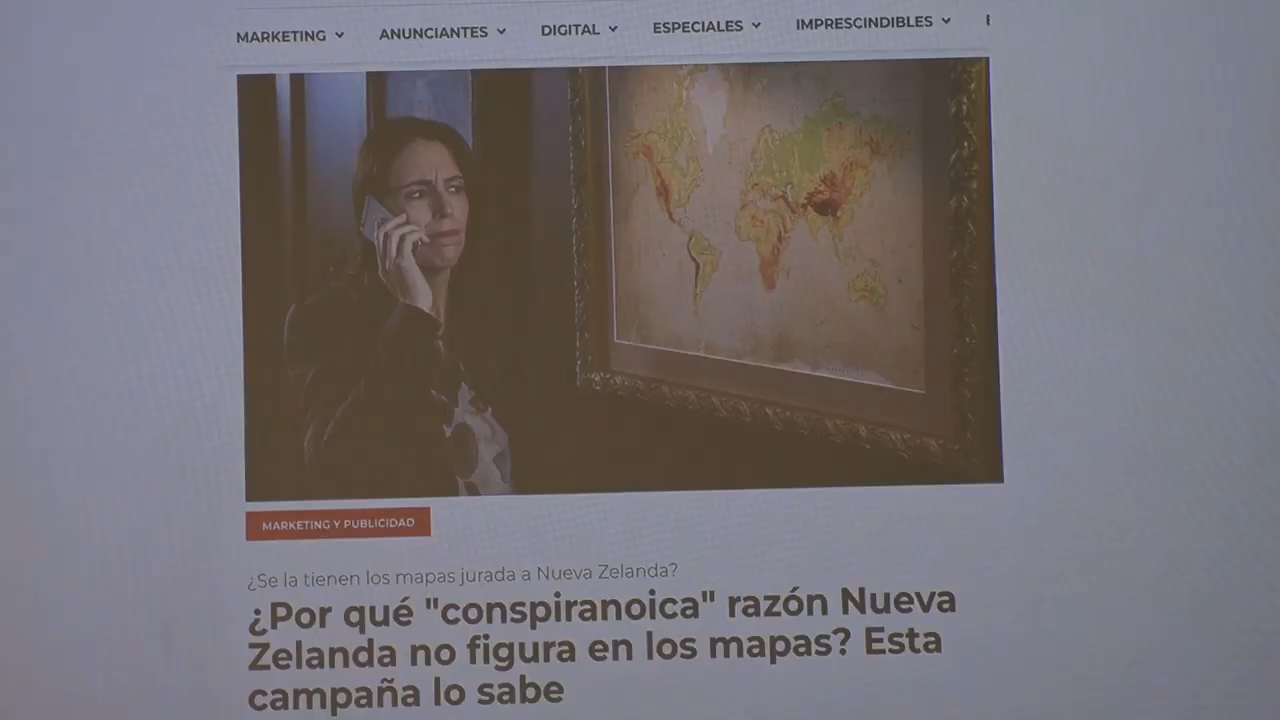 MARKETING ANUNCIANTES DIGITAL ESPECIALES IMPRESCINDIBLES
MARKETING Y PUBLICIDAD
¿Se la tienen los mapas jurada a Nueva Zelanda?
¿Por qué "conspiranoica" razón Nueva
Zelanda no figura en los mapas? Esta
campaña lo sabe